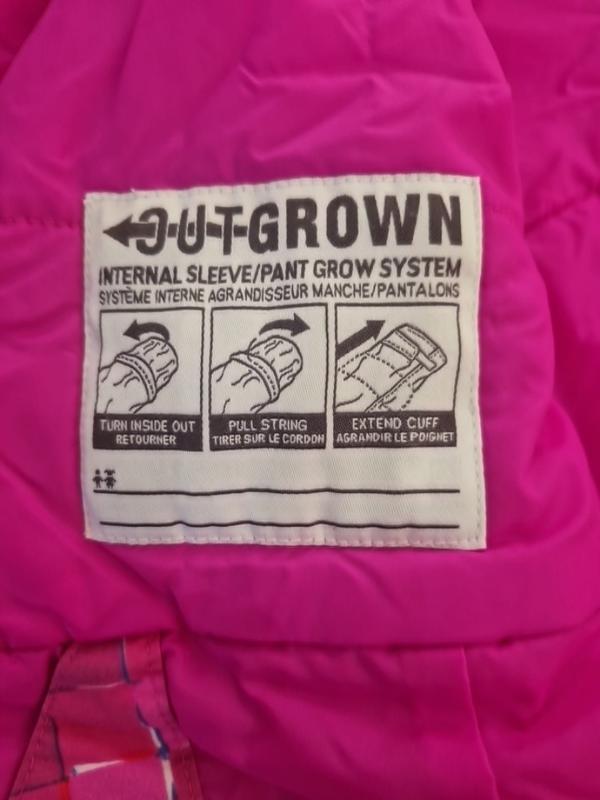 OUTGROWN
INTERNAL SLEEVE/PANT GROW SYSTEM
SYSTÈME INTERNE AGRANDISSEUR MANCHE/PANTALONS
TURN INSIDE OUT
RETOURNER
PULL STRING
TIRER SUR LE CORDON
EXTEND CUFF
AGRANDIR LE POIGNET